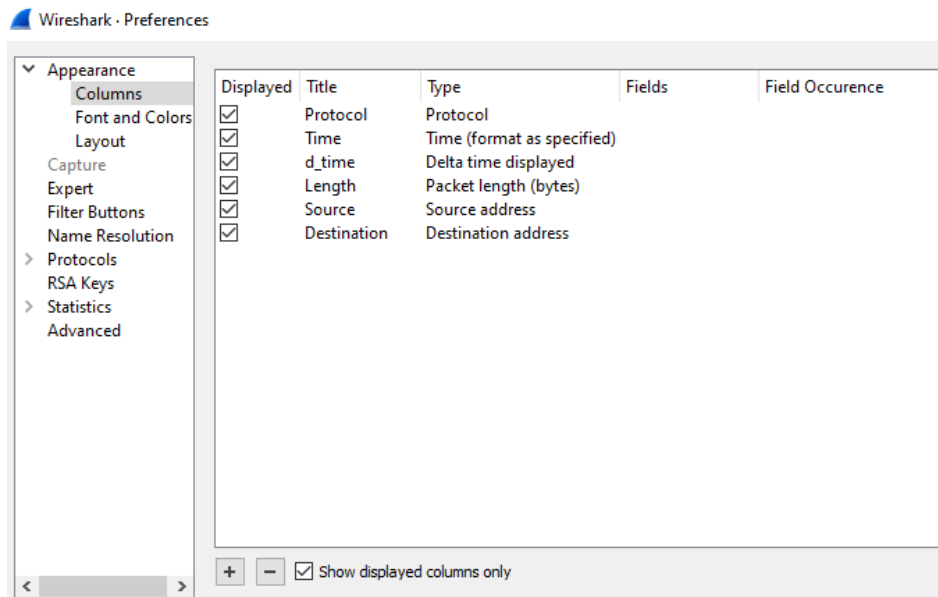 Wireshark · Preferences
Appearance
Columns
Font and Colors
Layout
Capture
Expert
Filter Buttons
Name Resolution
Protocols
RSA Keys
Statistics
Advanced
Displayed Title Type Fields Field Occurence
Protocol Protocol
Time Time (format as specified)
d_time Delta time displayed
Length Packet length (bytes)
Source Source address
Destination Destination address
Show displayed columns only